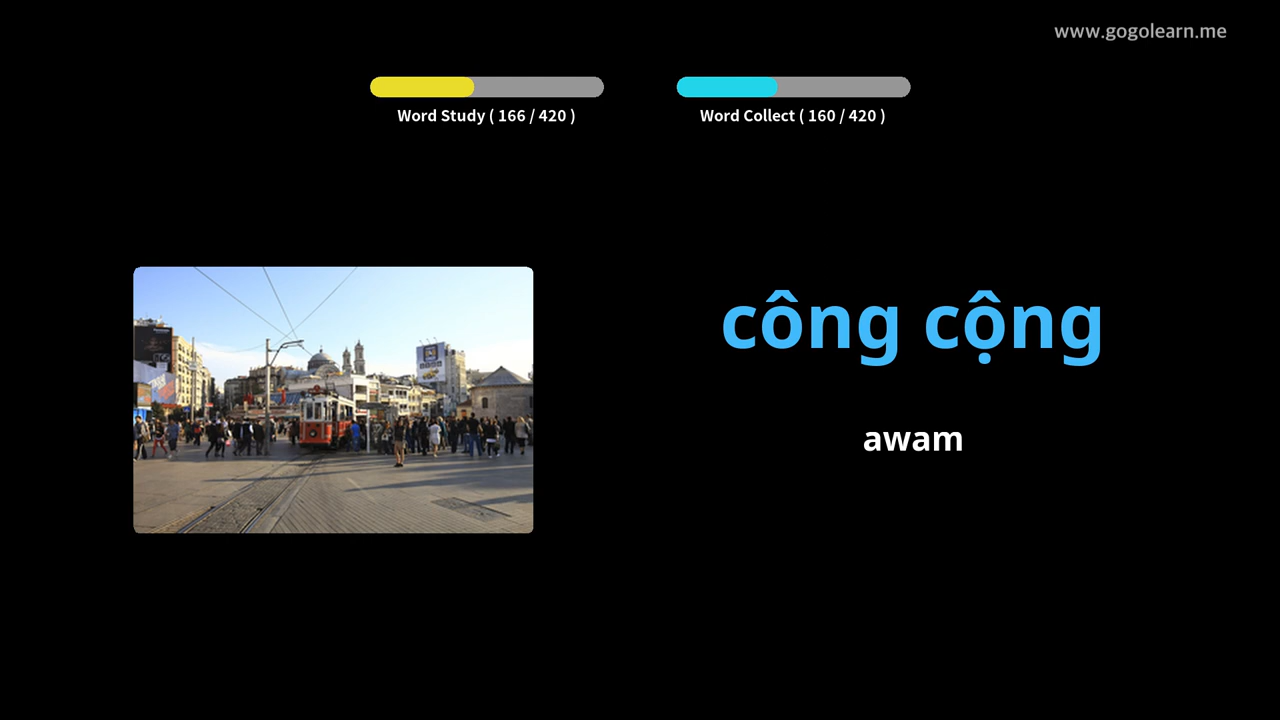 www.gogolearn.me
Word Study ( 166 / 420 )
Word Collect ( 160 / 420 )
công cộng
awam